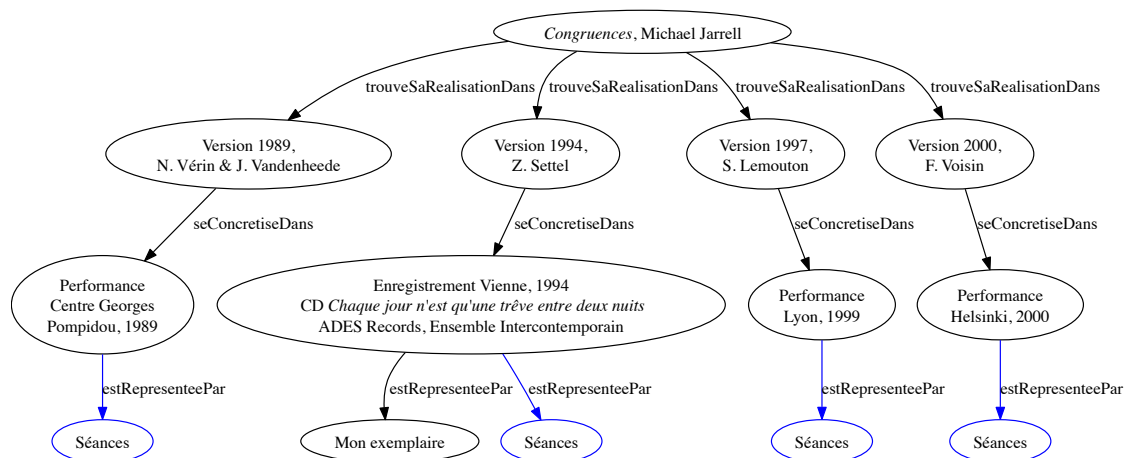 Congruences, Michael Jarrell
trouveSaRealisationDans
trouveSaRealisationDans
trouveSaRealisationDans
trouveSaRealisationDans
Version 1989,
N. Vérin & J. Vandenheede
Version 1994,
Z. Settel
Version 1997,
S. Lemouton
Version 2000,
F. Voisin
seConcretiseDans
seConcretiseDans
seConcretiseDans
seConcretiseDans
Performance
Centre Georges
Pompidou, 1989
Enregistrement Vienne, 1994
CD Chaque jour n'est qu'une trêve entre deux nuits
ADES Records, Ensemble Intercontemporain
Performance
Lyon, 1999
Performance
Helsinki, 2000
estRepresenteePar
estRepresenteePar
estRepresenteePar
estRepresenteePar
estRepresenteePar
Séances
Mon exemplaire
Séances
Séances
Séances